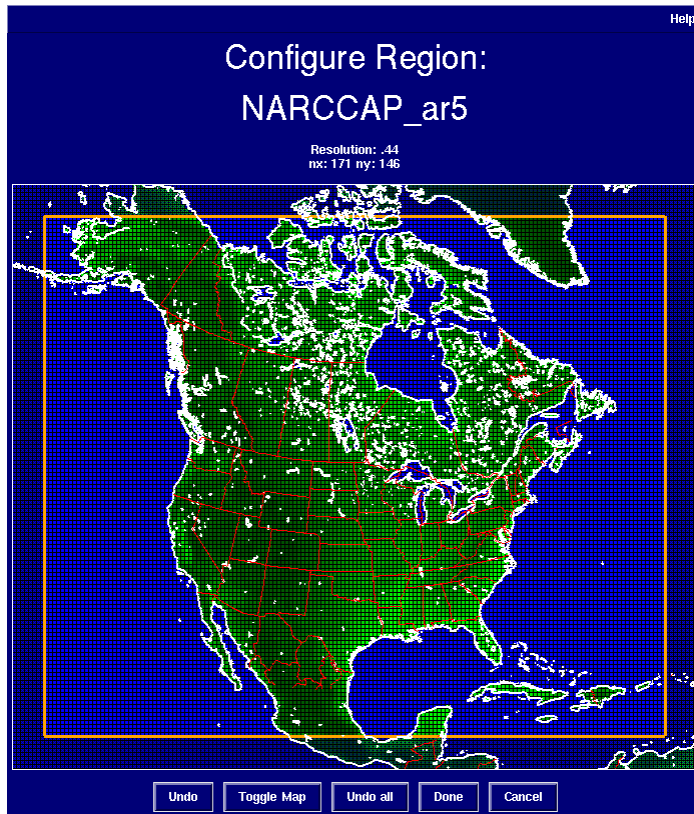 Help
Configure Region:
NARCCAP_ar5
Resolution: .44
nx: 171 ny: 146
Undo
Toggle Map
Undo all
Done
Cancel